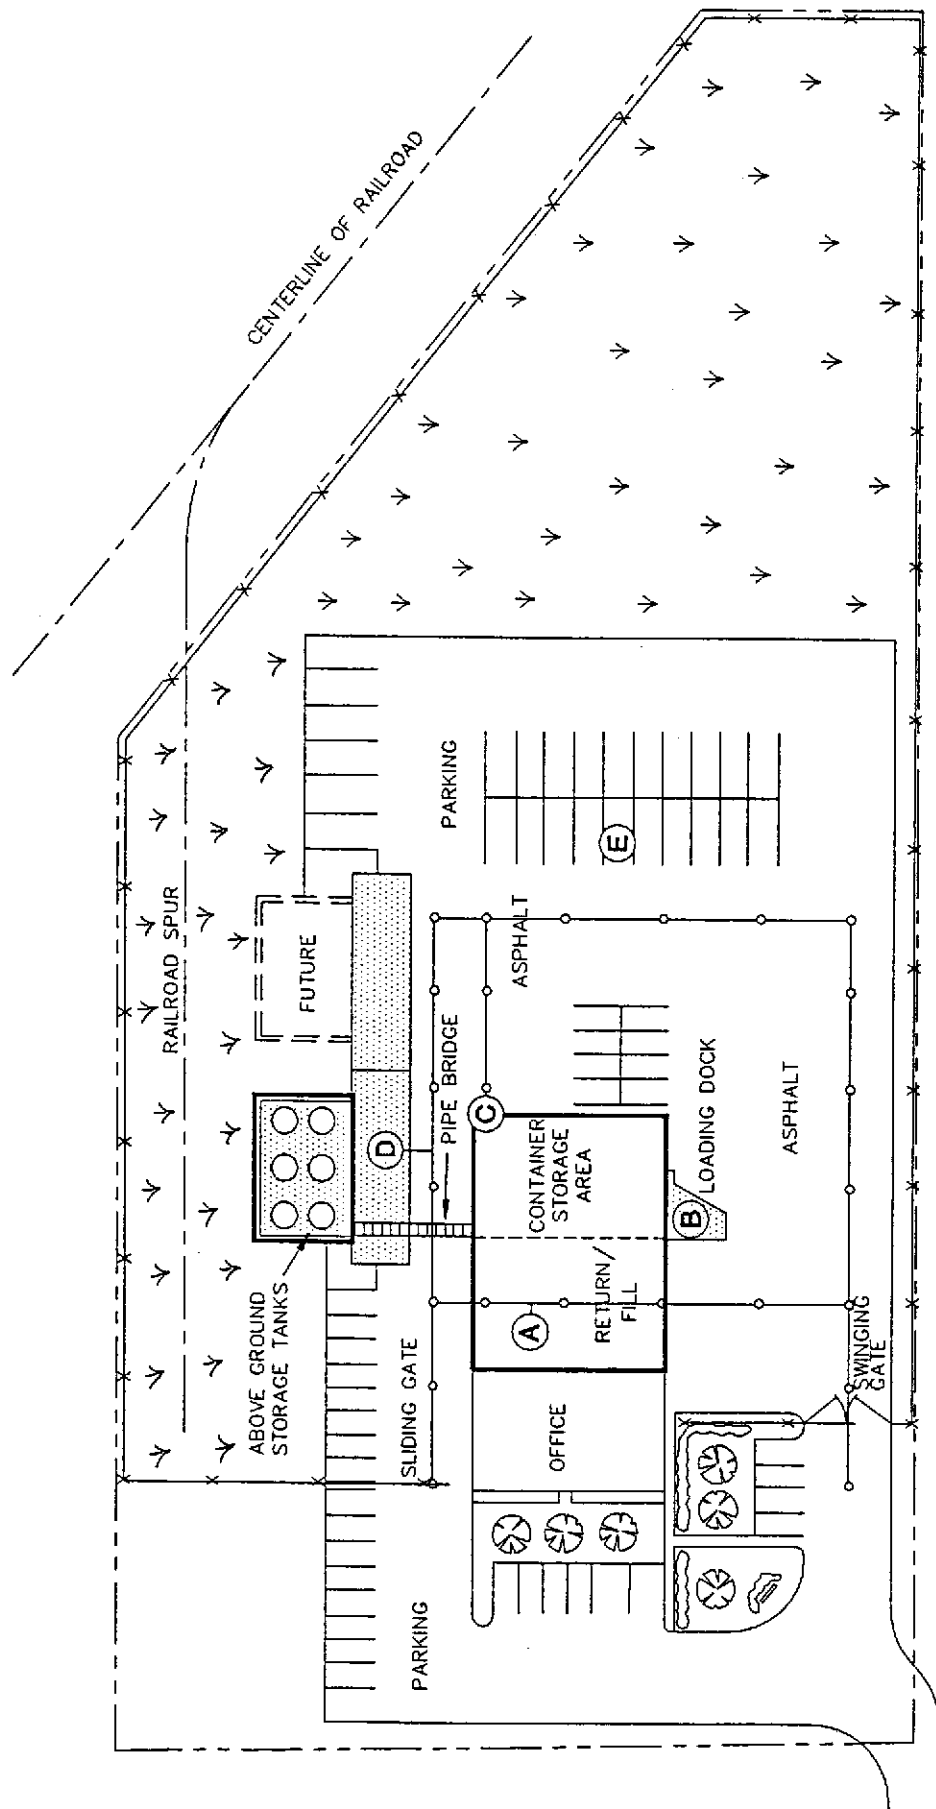 CENTERLINE OF RAILROAD
RAILROAD SPUR
ABOVE GROUND
STORAGE TANKS
FUTURE
PARKING
SLIDING GATE
D
PIPE BRIDGE
C
ASPHALT
PARKING
E
OFFICE
A
RETURN/
FILL
CONTAINER
STORAGE
AREA
B
LOADING DOCK
ASPHALT
SWINGING
GATE